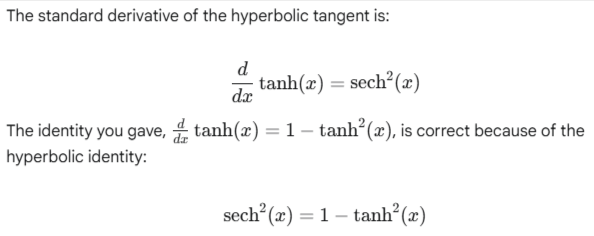 The standard derivative of the hyperbolic tangent is:
d/dx tanh(x) = sech²(x)
The identity you gave, d/dx tanh(x) = 1 − tanh²(x), is correct because of the
hyperbolic identity:
sech²(x) = 1 − tanh²(x)